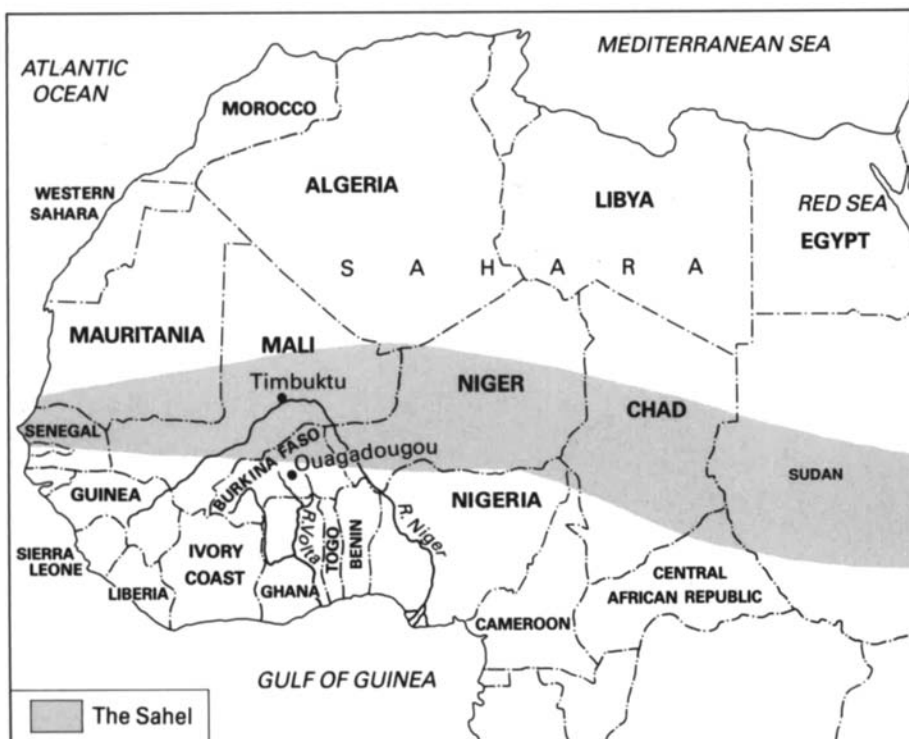 MEDITERRANEAN SEA
ATLANTIC
OCEAN
MOROCCO
ALGERIA
LIBYA
WESTERN
SAHARA
RED SEA
EGYPT
S A H A R A
MAURITANIA
MALI
Timbuktu
NIGER
CHAD
SENEGAL
BURKINA FASO
Ouagadougou
SUDAN
GUINEA
NIGERIA
R. Niger
R. Volta
TOGO
BENIN
SIERRA
LEONE
IVORY
COAST
LIBERIA
GHANA
CENTRAL
AFRICAN REPUBLIC
CAMEROON
GULF OF GUINEA
The Sahel